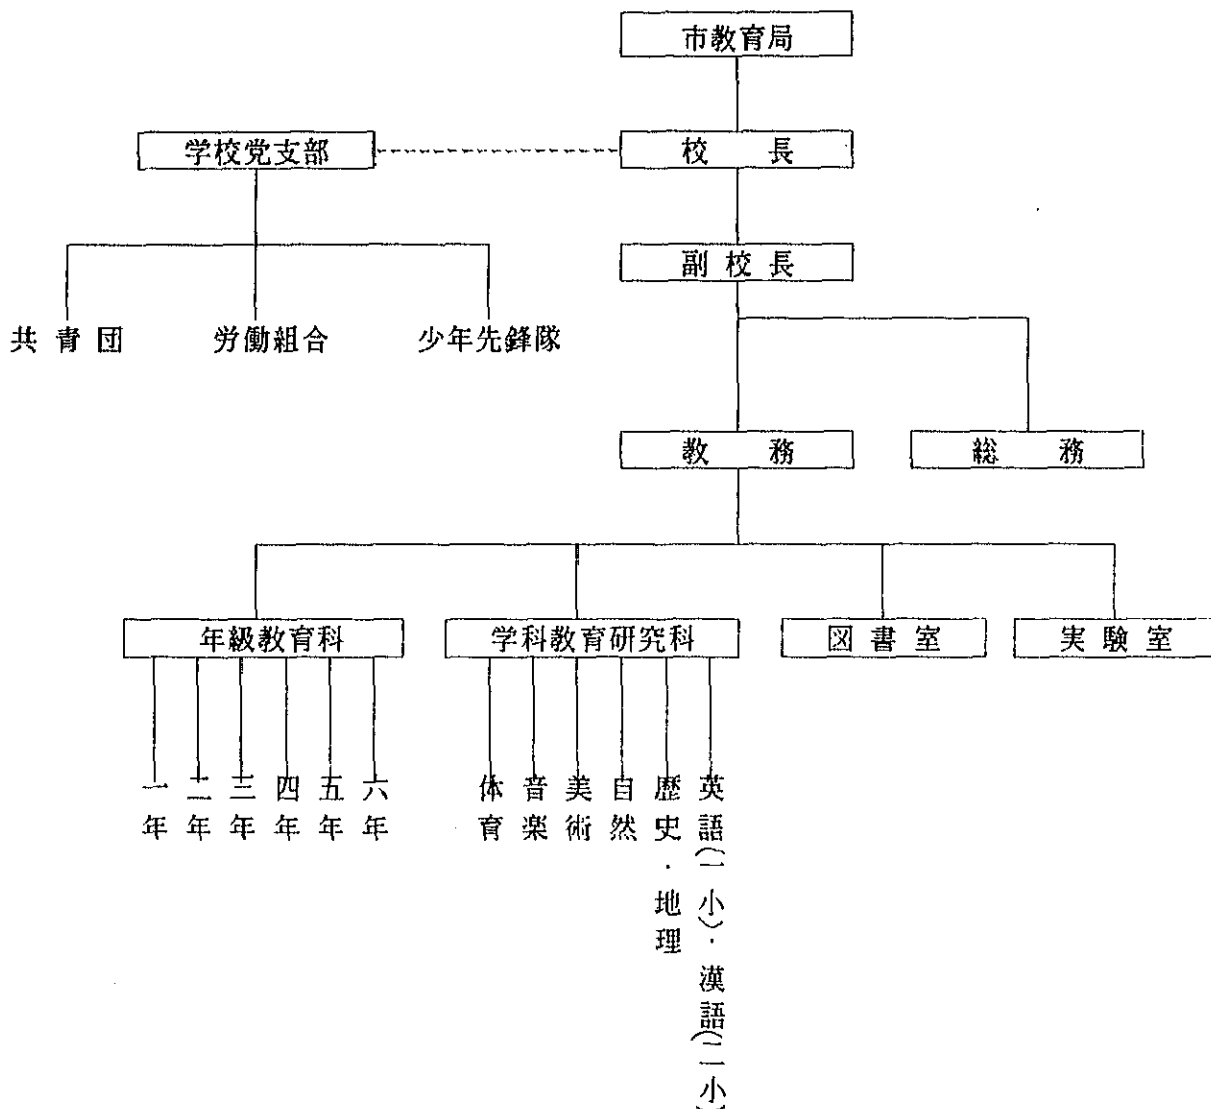 市教育局
学校党支部
校長
副校長
共青団
労働組合
少年先鋒隊
教務
総務
年級教育科
学科教育研究科
図書室
実験室
一年
二年
三年
四年
五年
六年
体育
音楽
美術
自然
歴史・地理
英語(一小)・漢語(二小)